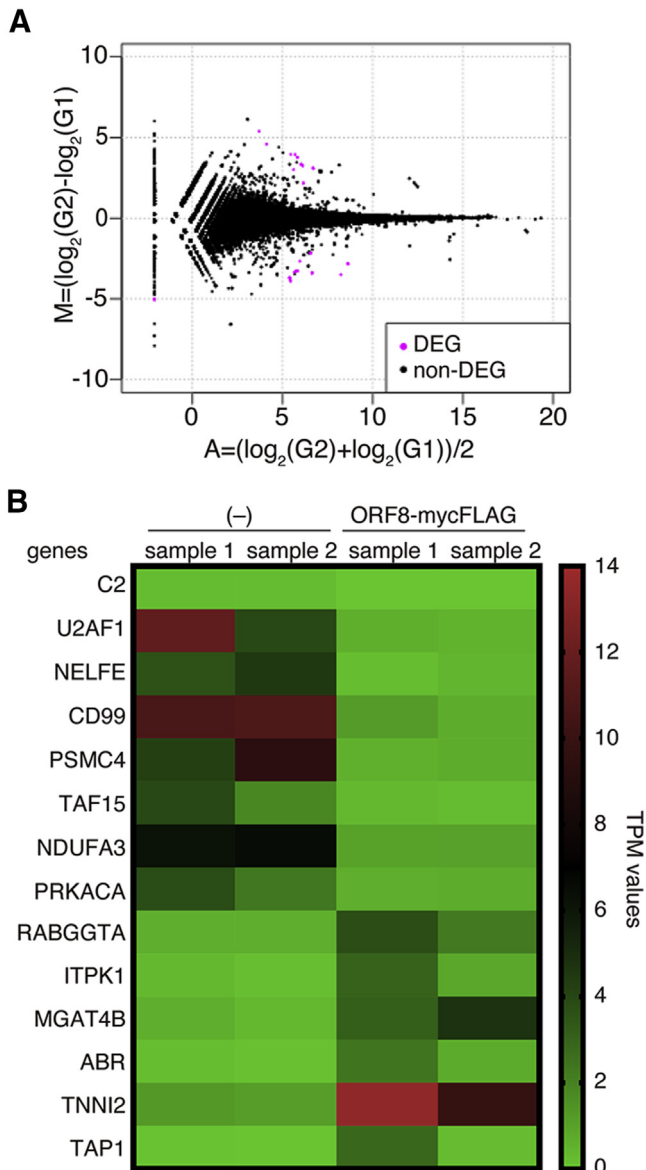 A
M=(log2(G2)-log2(G1)
10
5
0
-5
-10
DEG
non-DEG
0 5 10 15 20
A=(log2(G2)+log2(G1))/2
B
(–) ORF8-mycFLAG
genes sample 1 sample 2 sample 1 sample 2
C2
U2AF1
NELFE
CD99
PSMC4
TAF15
NDUFA3
PRKACA
RABGGTA
ITPK1
MGAT4B
ABR
TNNI2
TAP1
14
12
10
8
6
4
2
0
TPM values